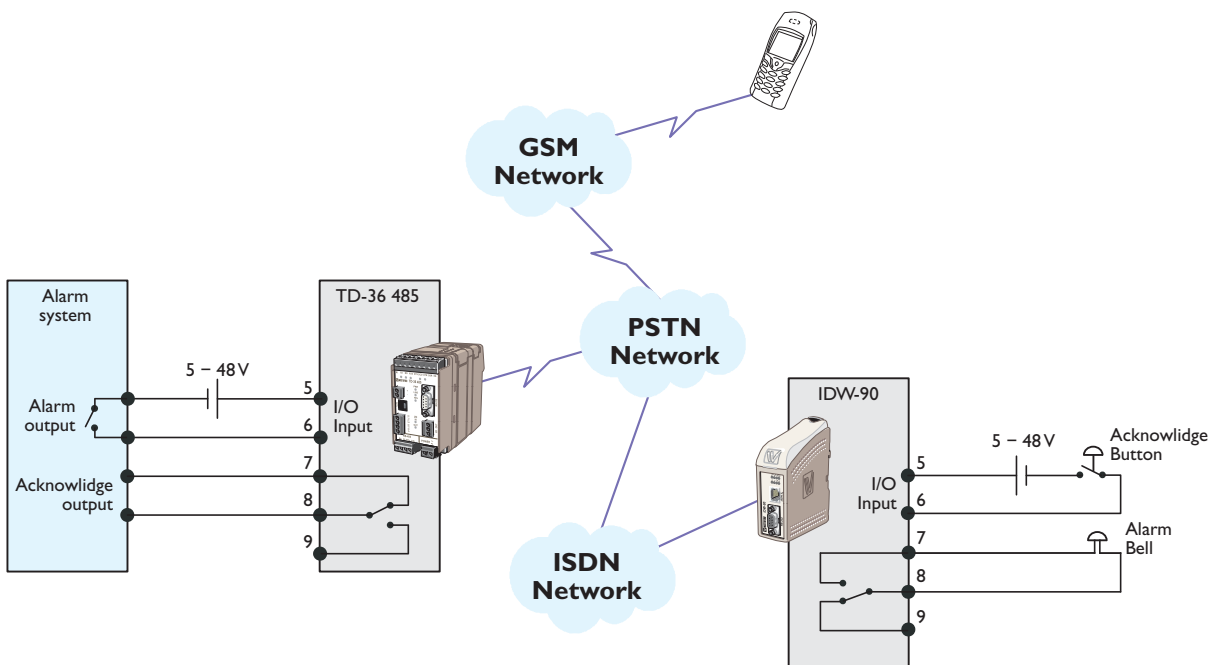 GSM
Network
PSTN
Network
ISDN
Network
Alarm
system
5 – 48 V
Alarm
output
Acknowlidge
output
TD-36 485
5
I/O
Input
6
7
8
9
IDW-90
5
I/O
Input
6
7
8
9
5 – 48 V
Acknowlidge
Button
Alarm
Bell